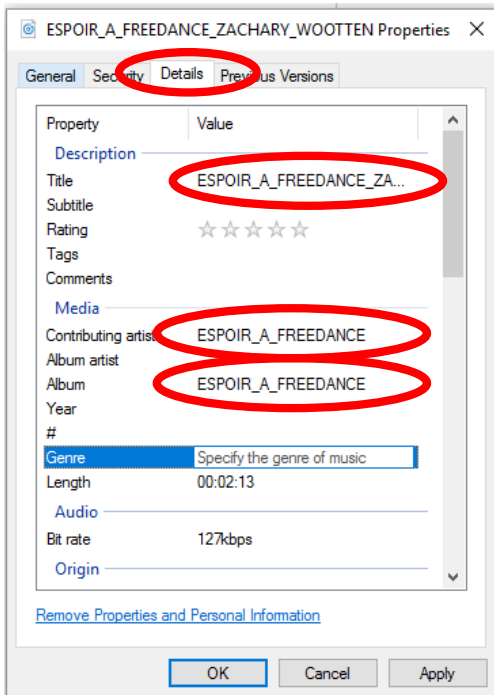 ESPOIR_A_FREEDANCE_ZACHARY_WOOTTEN Properties
General Security Details Previous Versions
Property Value
Description
Title ESPOIR_A_FREEDANCE_ZA...
Subtitle
Rating
Tags
Comments
Media
Contributing artist ESPOIR_A_FREEDANCE
Album artist
Album ESPOIR_A_FREEDANCE
Year
#
Genre Specify the genre of music
Length 00:02:13
Audio
Bit rate 127kbps
Origin
Remove Properties and Personal Information
OK Cancel Apply